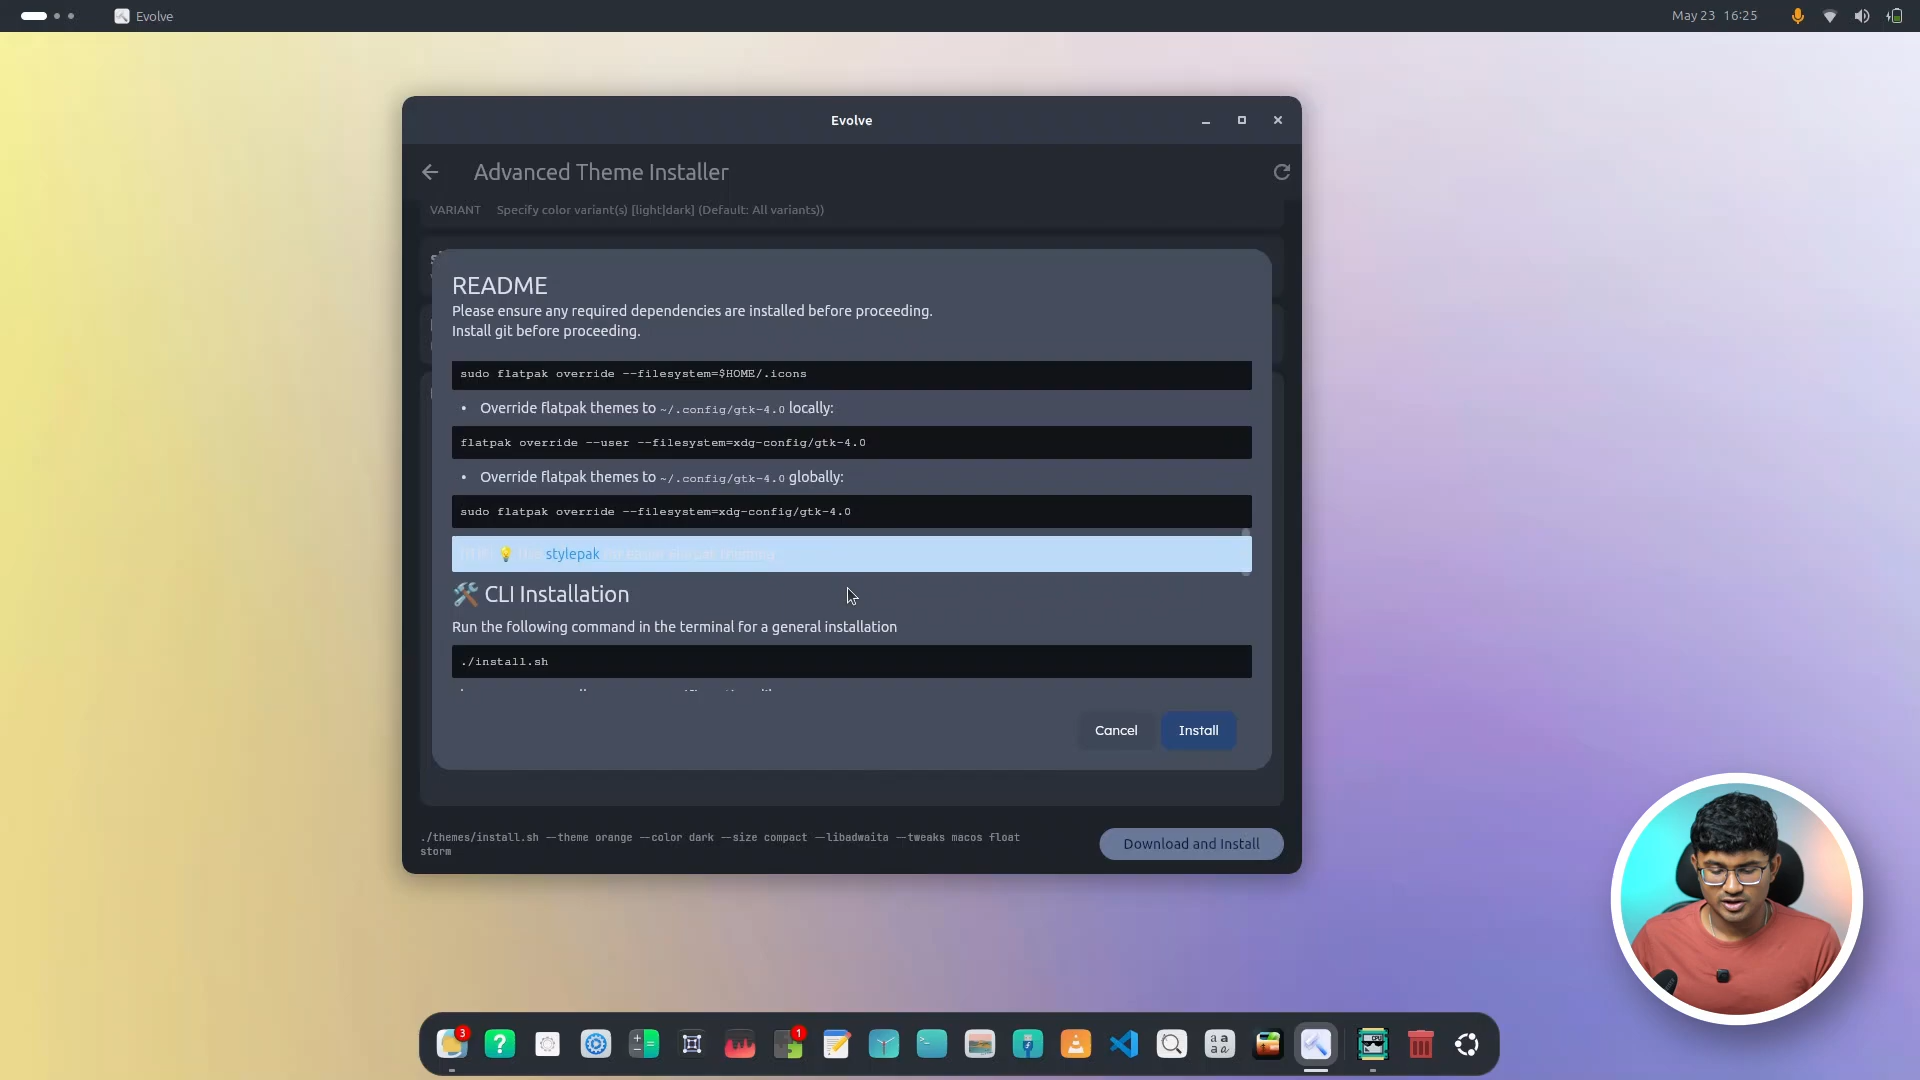 Evolve
May 23 16:25
Evolve
Advanced Theme Installer
VARIANT Specify color variant(s) [light|dark] (Default: All variants))
README
Please ensure any required dependencies are installed before proceeding.
Install git before proceeding.
sudo flatpak override --filesystem=$HOME/.icons
• Override flatpak themes to ~/.config/gtk-4.0 locally:
flatpak override --user --filesystem=xdg-config/gtk-4.0
• Override flatpak themes to ~/.config/gtk-4.0 globally:
sudo flatpak override --filesystem=xdg-config/gtk-4.0
stylepak
🛠️ CLI Installation
Run the following command in the terminal for a general installation
./install.sh
Cancel Install
./themes/install.sh --theme orange --color dark --size compact --libadwaita --tweaks macos float
storm
Download and Install
3
1